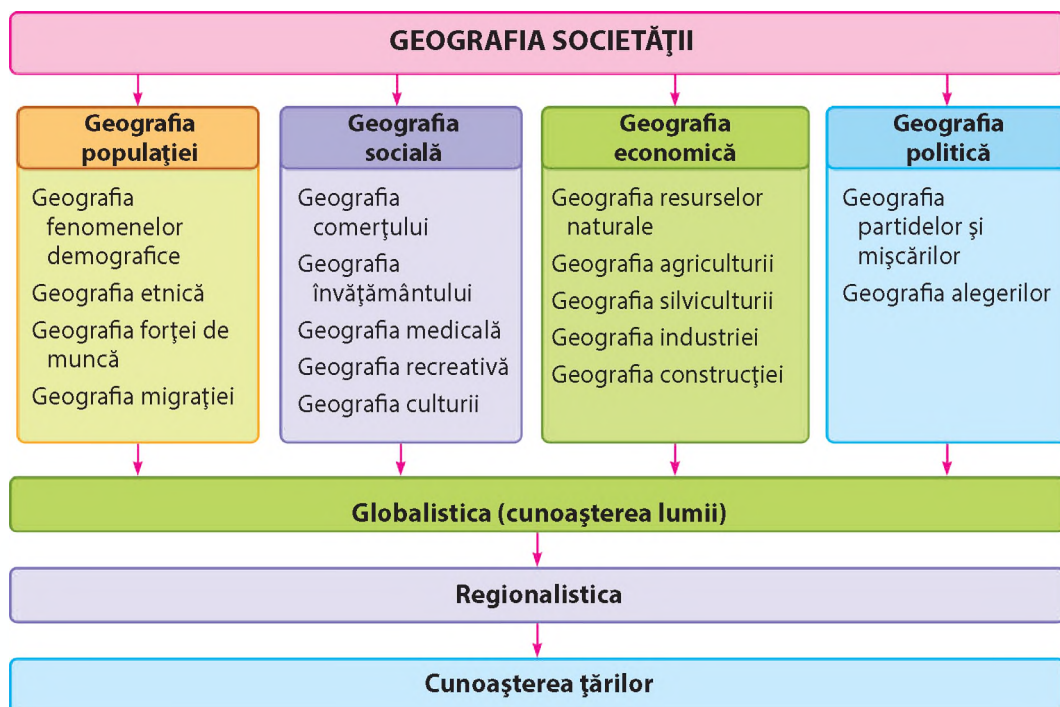 GEOGRAFIA SOCIETĂŢII
Geografia
populaţiei
Geografia
fenomenelor
demografice
Geografia etnică
Geografia forţei de
muncă
Geografia migraţiei
Geografia
socială
Geografia
comerţului
Geografia
învăţământului
Geografia medicală
Geografia recreativă
Geografia culturii
Geografia
economică
Geografia resurselor
naturale
Geografia agriculturii
Geografia silviculturii
Geografia industriei
Geografia construcţiei
Geografia
politică
Geografia
partidelor şi
mişcărilor
Geografia alegerilor
Globalistica (cunoaşterea lumii)
Regionalistica
Cunoaşterea ţărilor